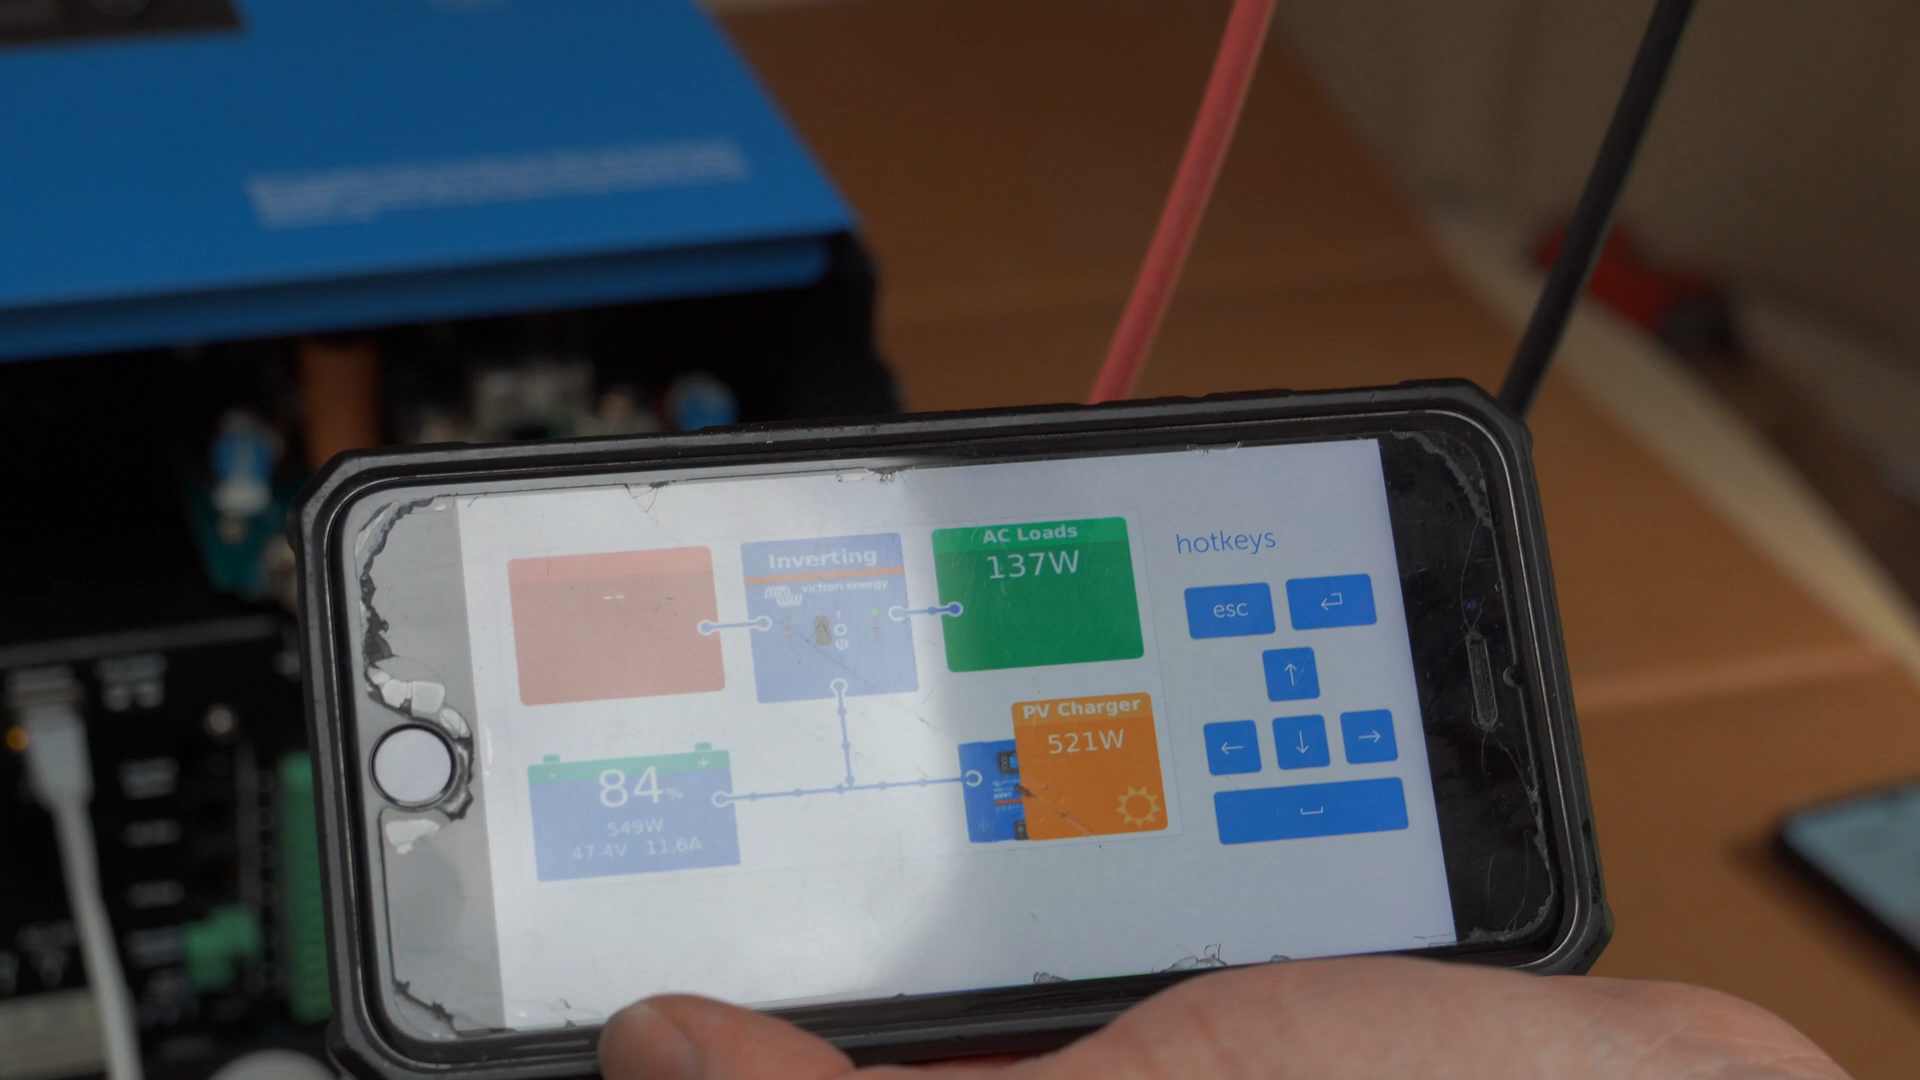 --
Inverting
victron energy
AC Loads
137W
hotkeys
esc
84%
549W
47.4V 11.6A
PV Charger
521W